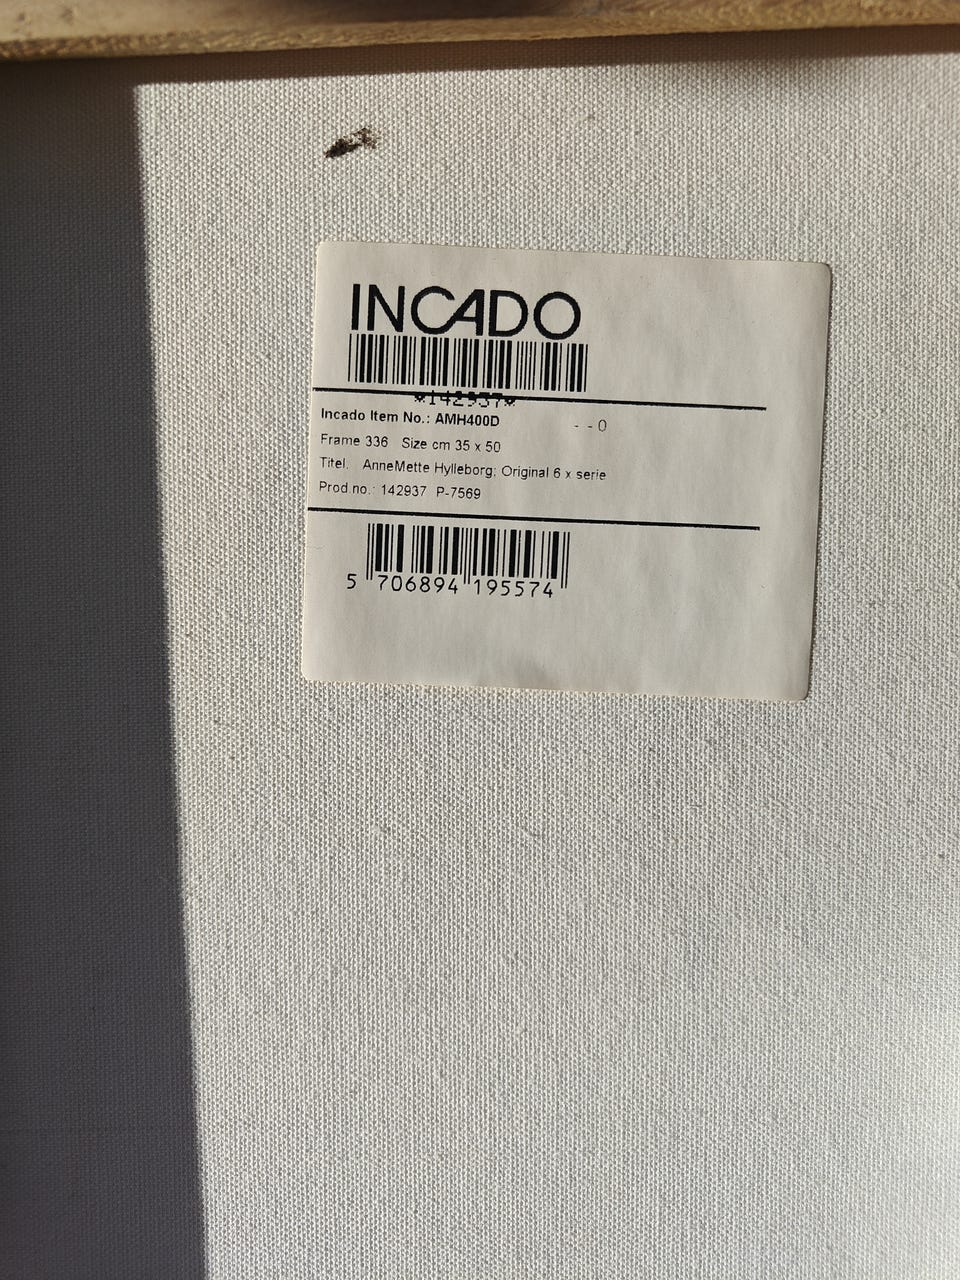 INCADO
*142937*
Incado Item No.: AMH400D - - 0
Frame 336 Size cm 35 x 50
Titel. AnneMette Hylleborg; Original 6 x serie
Prod.no.: 142937 P-7569
5 706894 195574